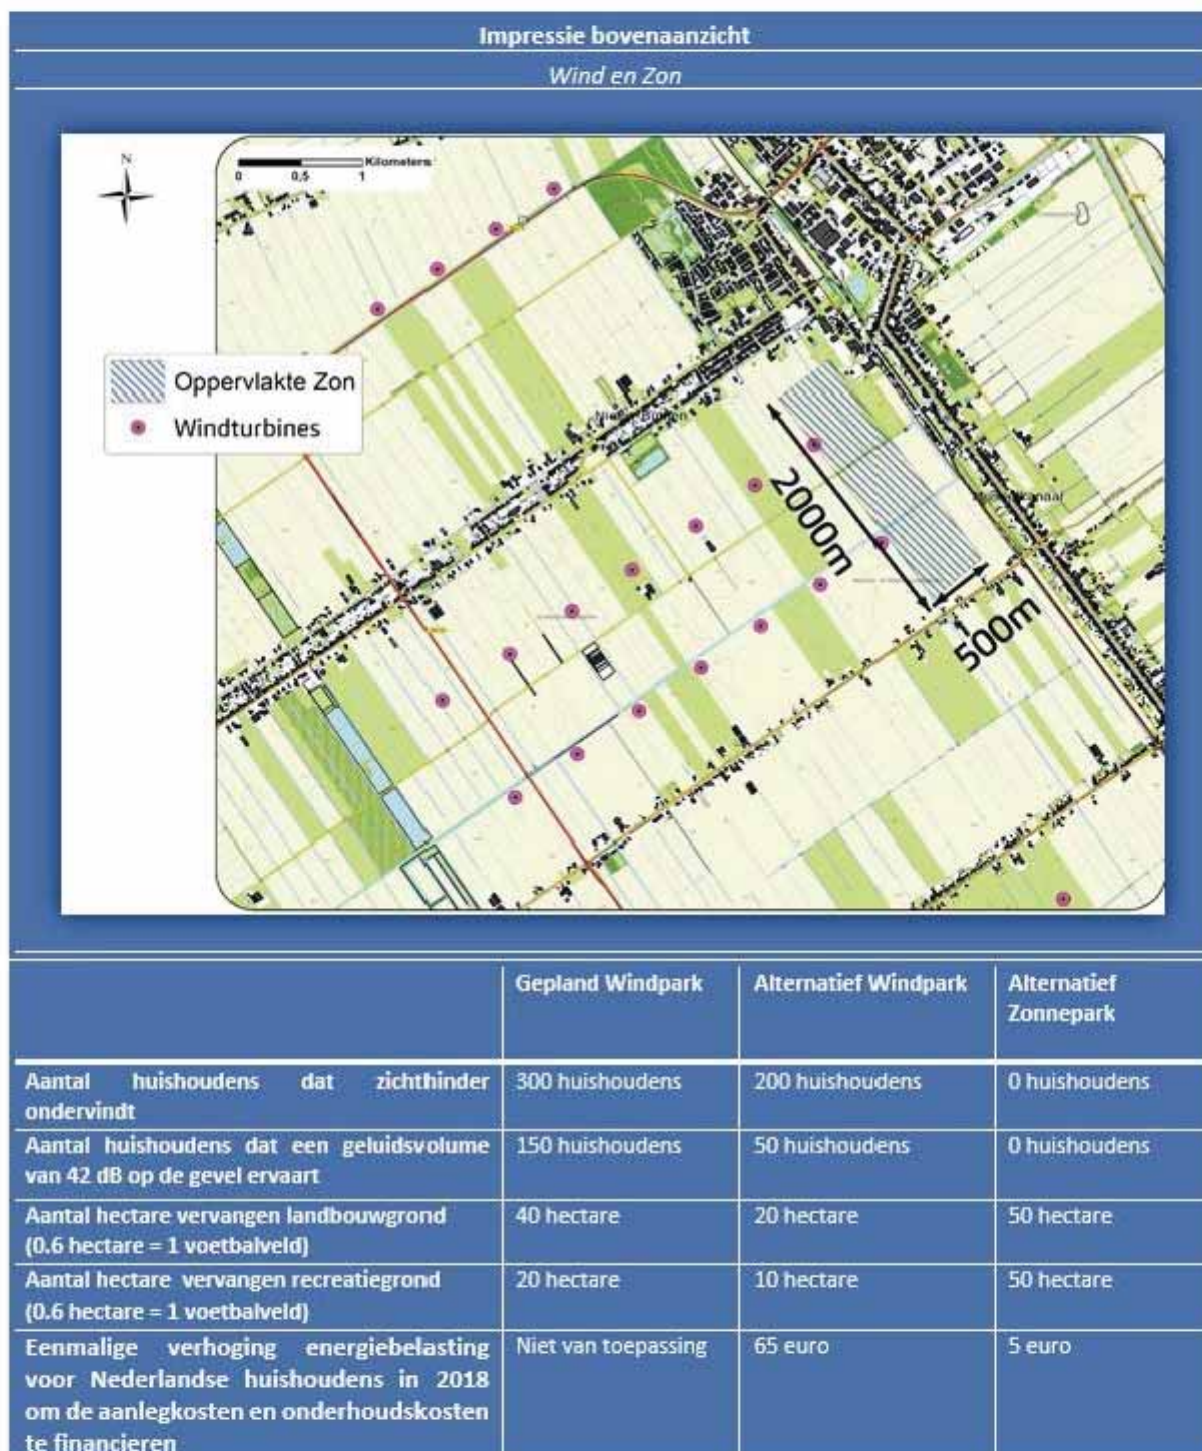 Impressie bovenaanzicht
Wind en Zon
N
Kilometers
0 0,5 1
Oppervlakte Zon
Windturbines
2000m
500m
Gepland Windpark
Alternatief Windpark
Alternatief
Zonnepark
Aantal huishoudens dat zichthinder
ondervindt
300 huishoudens
200 huishoudens
0 huishoudens
Aantal huishoudens dat een geluidsvolume
van 42 dB op de gevel ervaart
150 huishoudens
50 huishoudens
0 huishoudens
Aantal hectare vervangen landbouwgrond
(0.6 hectare = 1 voetbalveld)
40 hectare
20 hectare
50 hectare
Aantal hectare vervangen recreatiegrond
(0.6 hectare = 1 voetbalveld)
20 hectare
10 hectare
50 hectare
Eenmalige verhoging energiebelasting
voor Nederlandse huishoudens in 2018
om de aanlegkosten en onderhoudskosten
te financieren
Niet van toepassing
65 euro
5 euro